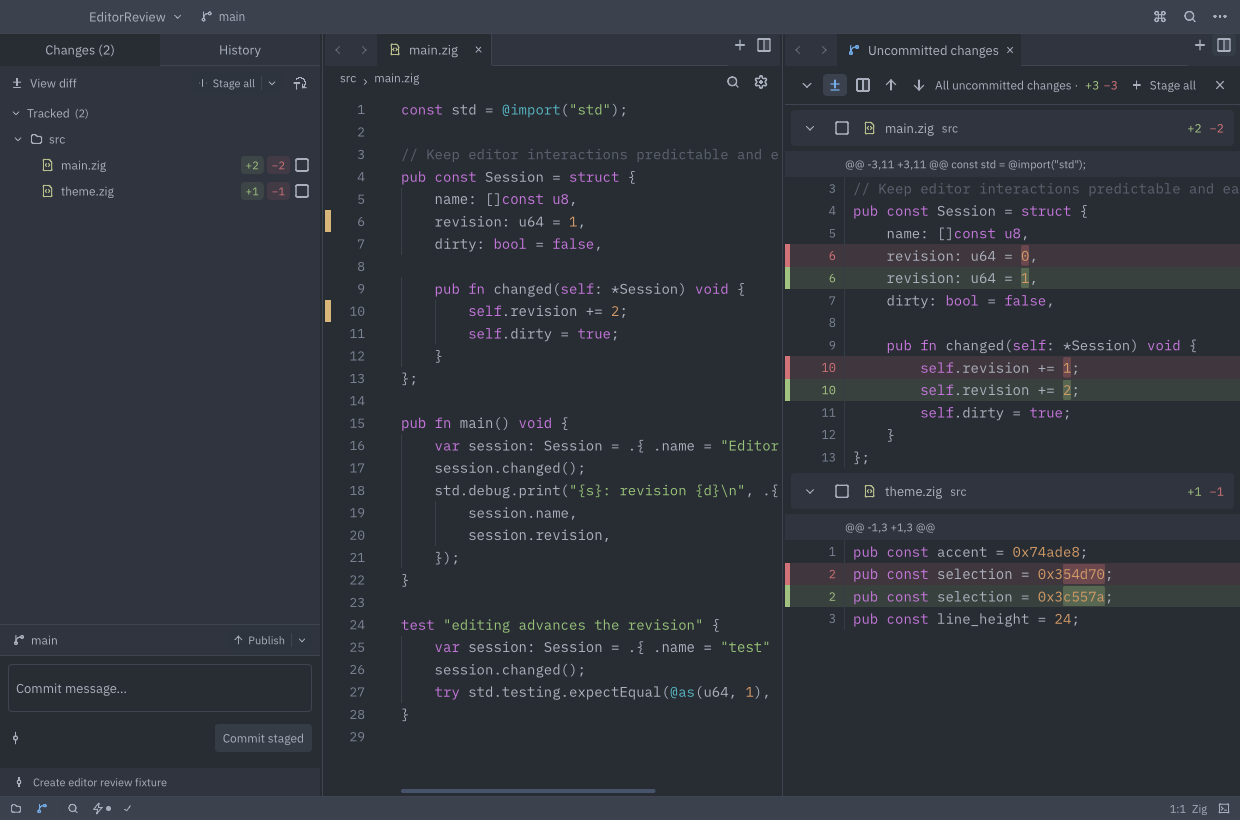 EditorReview main
Changes (2) History
View diff Stage all
Tracked (2)
src
main.zig +2 −2
theme.zig +1 −1
main Publish
Commit message...
Commit staged
Create editor review fixture
main.zig
src › main.zig
1 const std = @import("std");
2
3 // Keep editor interactions predictable and e
4 pub const Session = struct {
5 name: []const u8,
6 revision: u64 = 1,
7 dirty: bool = false,
8
9 pub fn changed(self: *Session) void {
10 self.revision += 2;
11 self.dirty = true;
12 }
13 };
14
15 pub fn main() void {
16 var session: Session = .{ .name = "Editor
17 session.changed();
18 std.debug.print("{s}: revision {d}\n", .{
19 session.name,
20 session.revision,
21 });
22 }
23
24 test "editing advances the revision" {
25 var session: Session = .{ .name = "test"
26 session.changed();
27 try std.testing.expectEqual(@as(u64, 1),
28 }
29
Uncommitted changes
All uncommitted changes · +3 −3 Stage all
main.zig src +2 −2
@@ -3,11 +3,11 @@ const std = @import("std");
3 // Keep editor interactions predictable and ea
4 pub const Session = struct {
5 name: []const u8,
6 revision: u64 = 0,
6 revision: u64 = 1,
7 dirty: bool = false,
8
9 pub fn changed(self: *Session) void {
10 self.revision += 1;
10 self.revision += 2;
11 self.dirty = true;
12 }
13 };
theme.zig src +1 −1
@@ -1,3 +1,3 @@
1 pub const accent = 0x74ade8;
2 pub const selection = 0x354d70;
2 pub const selection = 0x3c557a;
3 pub const line_height = 24;
1:1 Zig